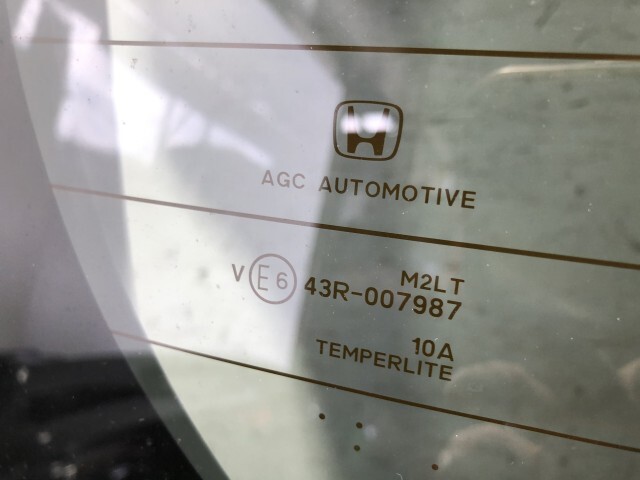 AGC AUTOMOTIVE
M2LT
V E6 43R-007987
10A
TEMPERLITE